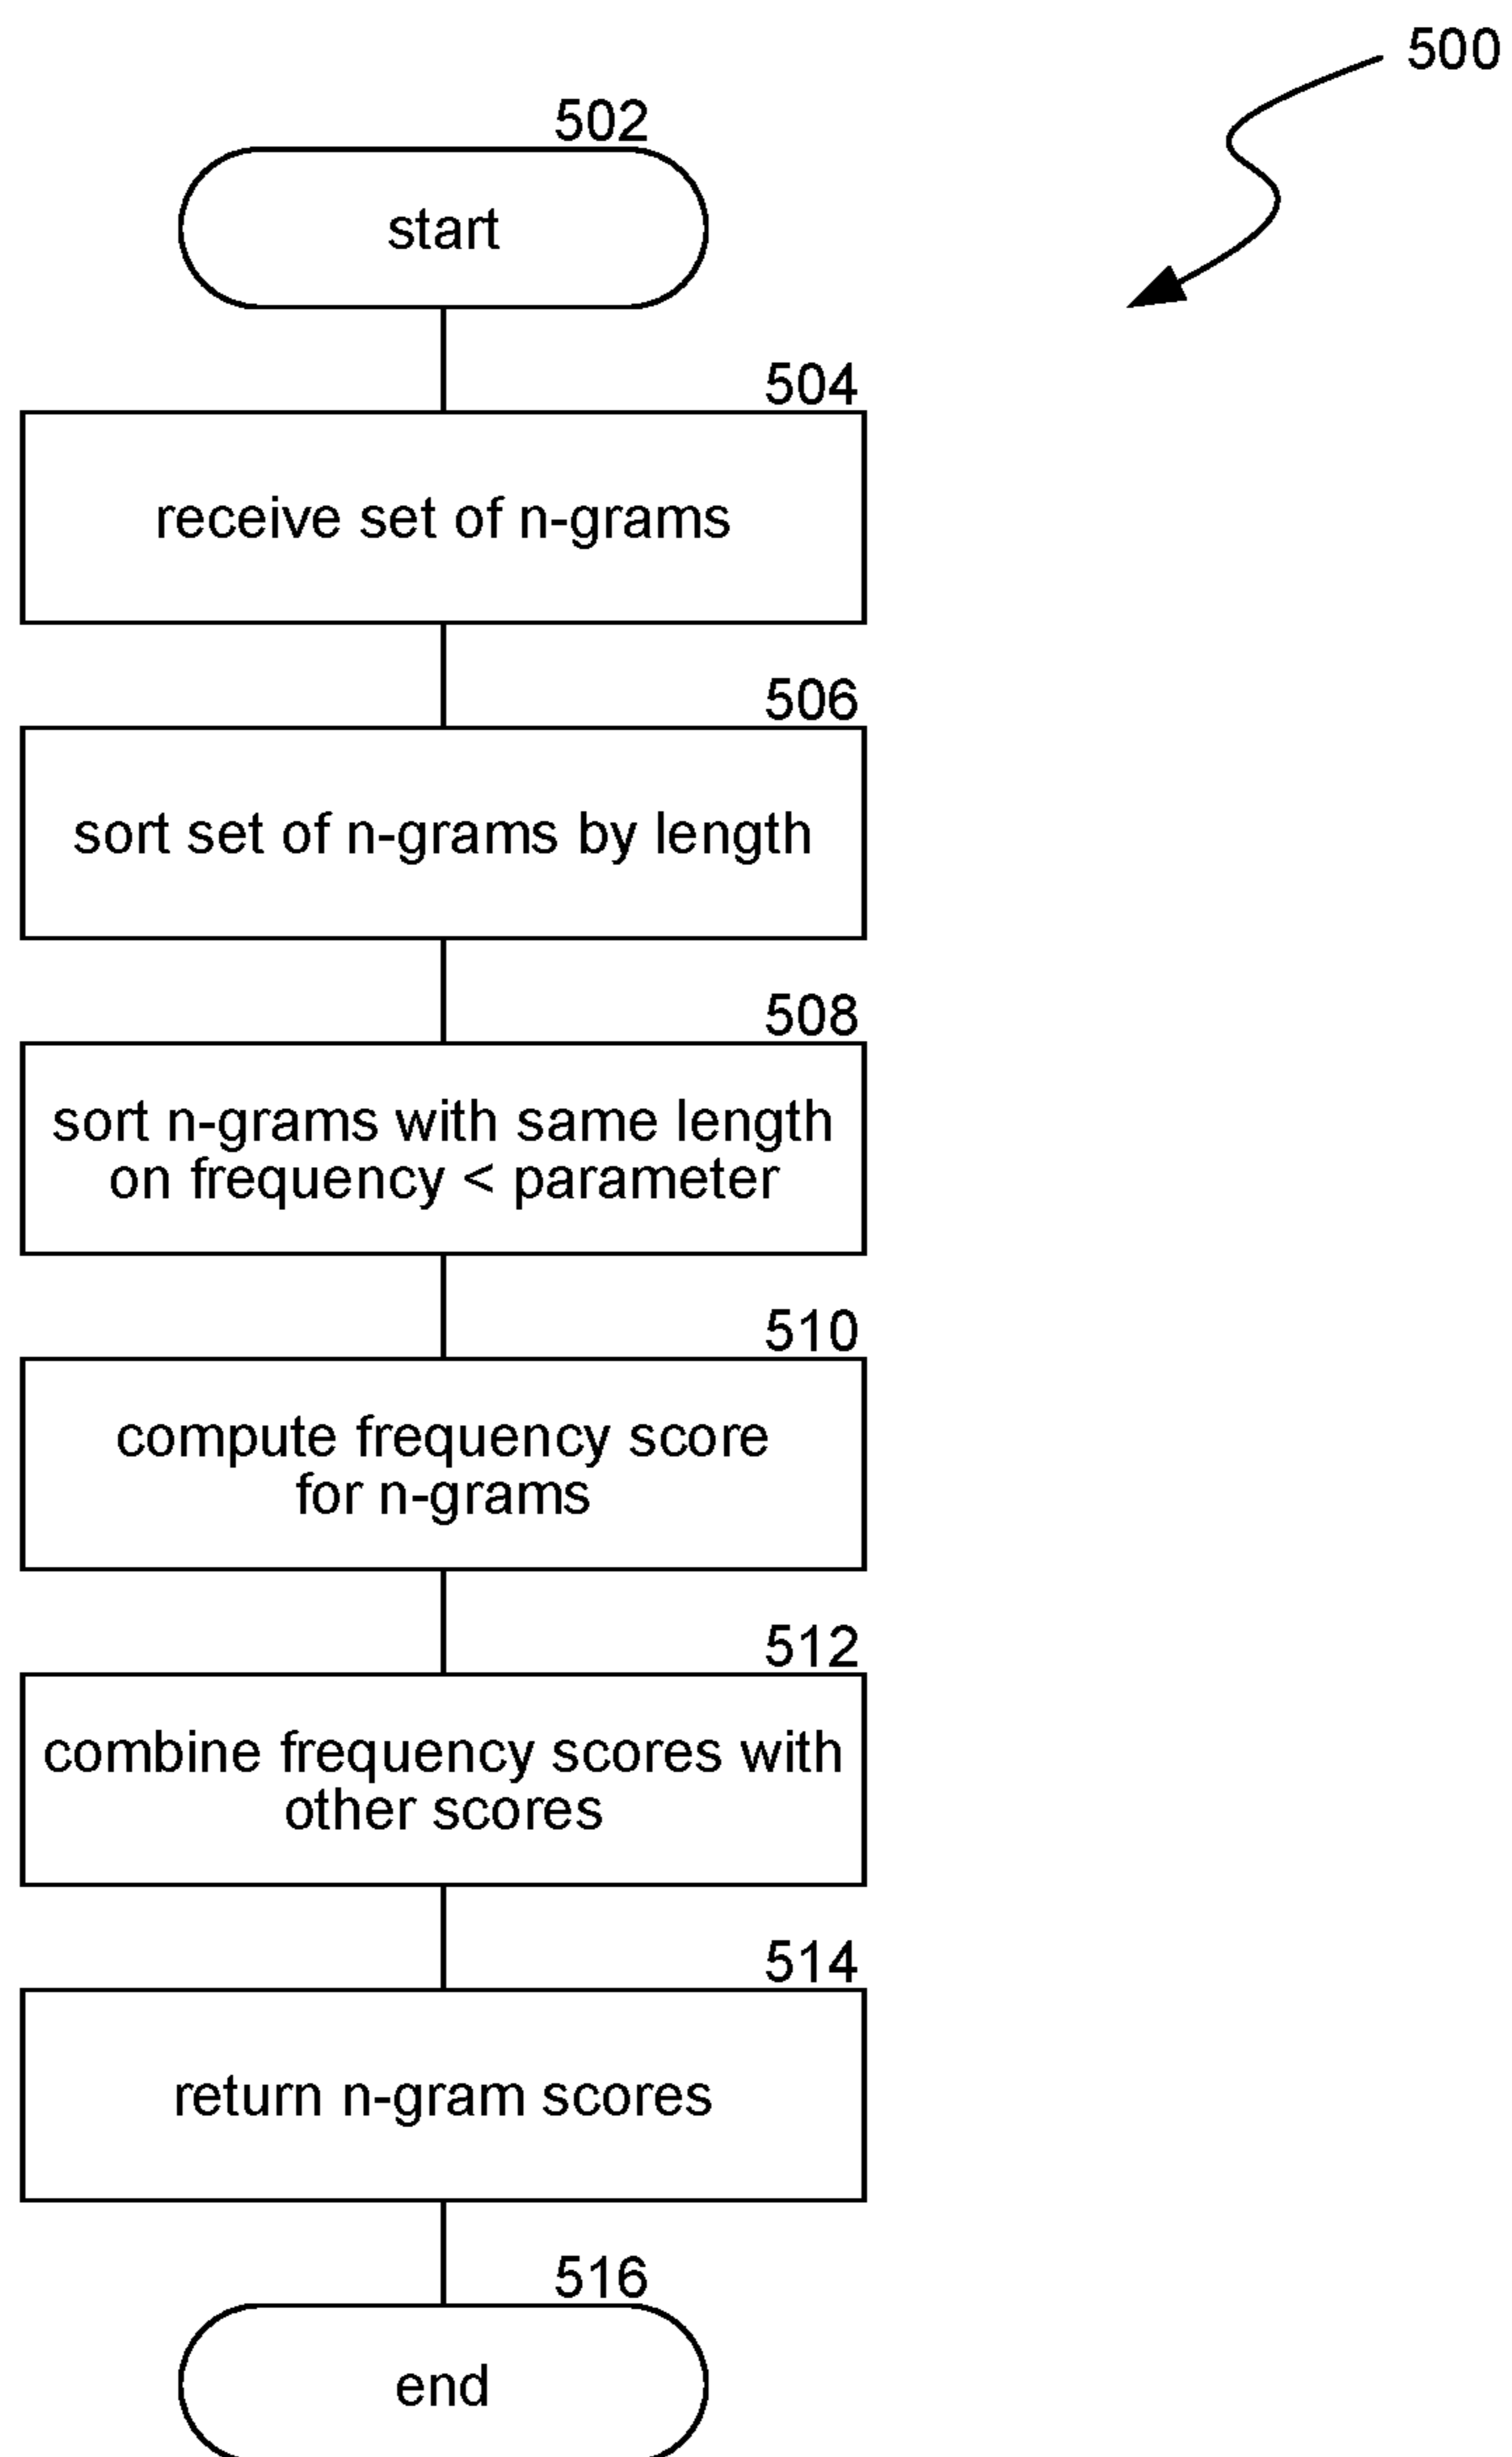 500
502
start
504
receive set of n-grams
506
sort set of n-grams by length
508
sort n-grams with same length
on frequency < parameter
510
compute frequency score
for n-grams
512
combine frequency scores with
other scores
514
return n-gram scores
516
end